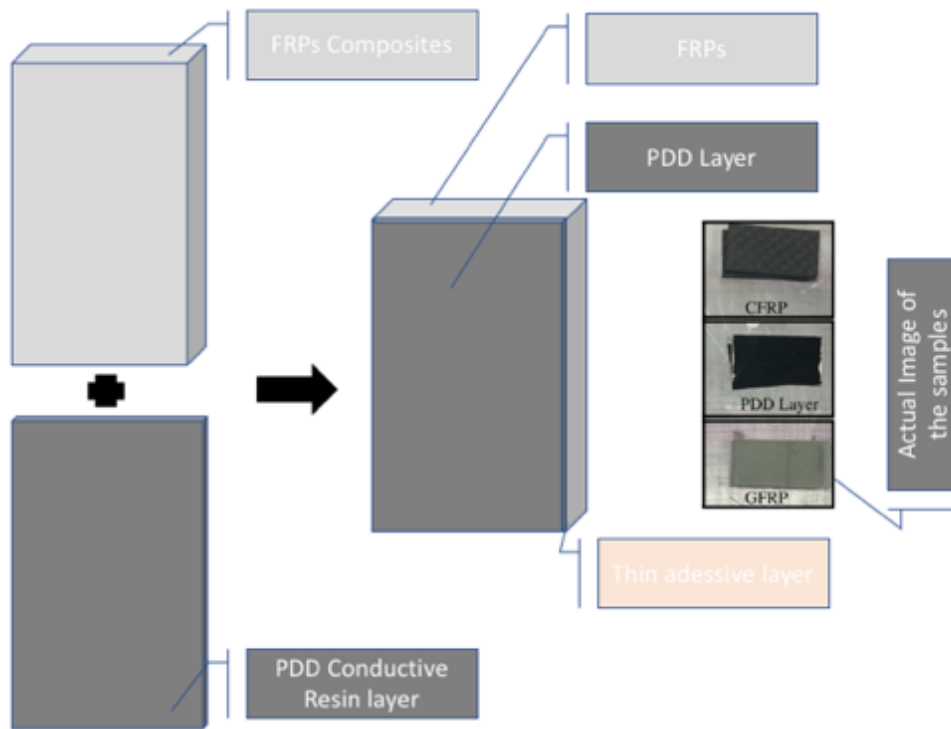 FRPs Composites
FRPs
PDD Layer
CFRP
PDD Layer
GFRP
Actual Image of
the samples
Thin adessive layer
PDD Conductive
Resin layer